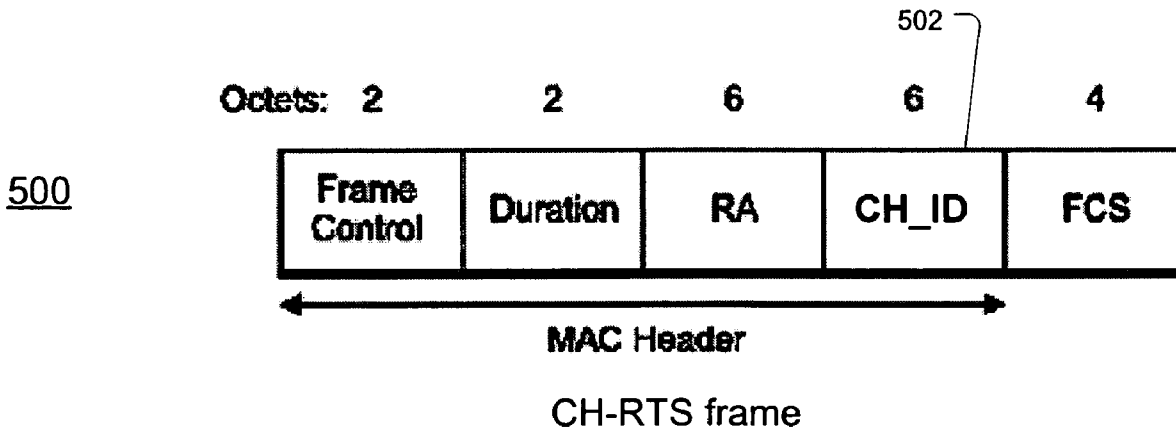 502
Octets: 2 2 6 6 4
500
Frame Control Duration RA CH_ID FCS
MAC Header
CH-RTS frame